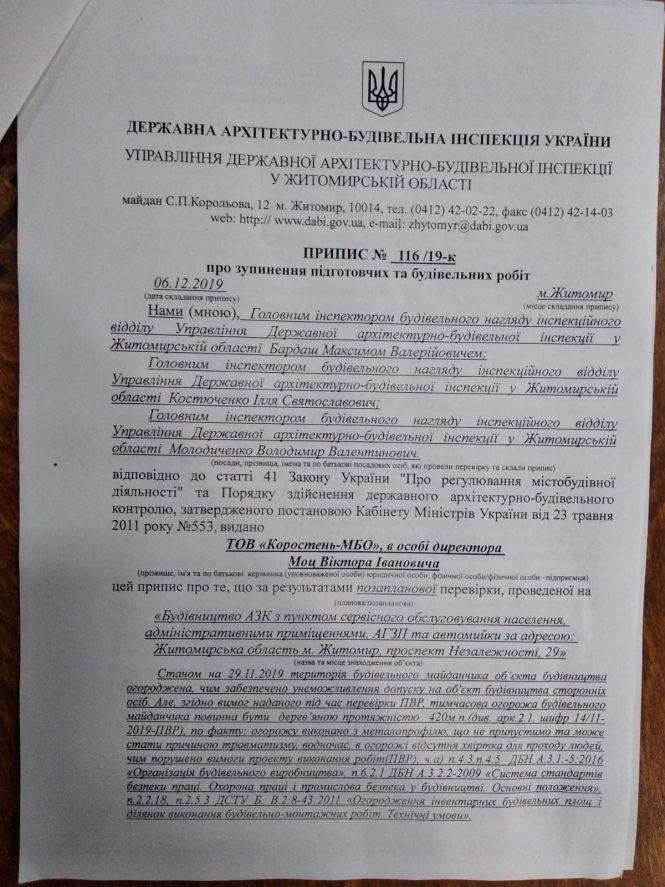 ДЕРЖАВНА АРХІТЕКТУРНО-БУДІВЕЛЬНА ІНСПЕКЦІЯ УКРАЇНИ
УПРАВЛІННЯ ДЕРЖАВНОЇ АРХІТЕКТУРНО-БУДІВЕЛЬНОЇ ІНСПЕКЦІЇ
У ЖИТОМИРСЬКІЙ ОБЛАСТІ
майдан С.П.Корольова, 12 м. Житомир, 10014, тел. (0412) 42-02-22, факс (0412) 42-14-03
web: http:// www.dabi.gov.ua, e-mail: zhytomyr@dabi.gov.ua
ПРИПИС № 116 /19-к
про зупинення підготовчих та будівельних робіт
06.12.2019 м.Житомир
(дата складання припису) (місце складання припису)
Нами (мною), Головним інспектором будівельного нагляду інспекційного
відділу Управління Державної архітектурно-будівельної інспекції у
Житомирській області Бардаш Максимом Валерійовичем;
Головним інспектором будівельного нагляду інспекційного відділу
Управління Державної архітектурно-будівельної інспекції у Житомирській
області Костюченко Ілля Святославович;
Головним інспектором будівельного нагляду інспекційного відділу
Управління Державної архітектурно-будівельної інспекції у Житомирській
області Молодиченко Володимир Валентинович.
(посади, прізвища, імена та по батькові посадових осіб, які провели перевірку та склали припис)
відповідно до статті 41 Закону України "Про регулювання містобудівної
діяльності" та Порядку здійснення державного архітектурно-будівельного
контролю, затвердженого постановою Кабінету Міністрів України від 23 травня
2011 року №553, видано
ТОВ «Коростень-МБО», в особі директора
Моц Віктора Івановича
(прізвище, ім'я та по батькові керівника (уповноваженої особи) юридичної особи, фізичної особи/фізичної особи –підприємця)
цей припис про те, що за результатами позапланової перевірки, проведеної на
(планова/позапланова)
«Будівництво АЗК з пунктом сервісного обслуговування населення,
адміністративними приміщеннями, АГЗП та автомийки за адресою:
Житомирська область м. Житомир, проспект Незалежності, 29»
(назва та місце знаходження об'єкта)
Станом на 29.11.2019 територія будівельного майданчика об'єкта будівництва
огороджена, чим забезпечено унеможливлення допуску на об'єкт будівництва сторонніх
осіб. Але, згідно вимог наданого під час перевірки ПВР, тимчасова огорожа будівельного
майданчика повинна бути дерев'яною протяжністю 420м.п.(див. арк.2.1, шифр 14/11-
2019-ПВР), по факту: огорожу виконано з металопрофілю, що не припустимо та може
стати причиною травматизму, водночас, в огорожі відсутня хвіртка для проходу людей,
чим порушено вимоги проекту виконання робіт(ПВР), ч.а) п.4.3,п.4.5 ДБН А.3.1.-5:2016
«Організація будівельного виробництва», п.6.2.1 ДБН А.3.2.2-2009 «Система стандартів
безпеки праці. Охорона праці і промислова безпека у будівництві. Основні положення»,
п.2.2.18, п.2.5.3 ДСТУ Б. В.2:8-43:2011 «Огородження інвентарних будівельних площ і
ділянок виконання будівельно-монтажних робіт. Технічні умови».